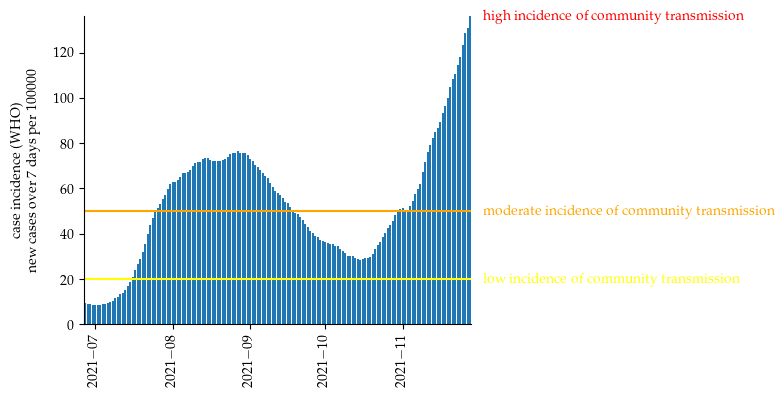 high incidence of community transmission
120
100
80
60
40
20
0
case incidence (WHO)
new cases over 7 days per 100000
moderate incidence of community transmission
low incidence of community transmission
2021−07
2021−08
2021−09
2021−10
2021−11